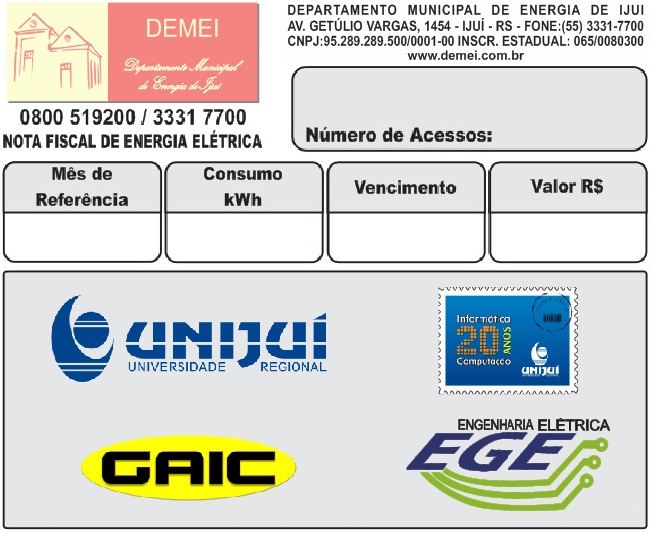 DEMEI
Departamento Municipal
de Energia de Ijuí
0800 519200 / 3331 7700
NOTA FISCAL DE ENERGIA ELÉTRICA
DEPARTAMENTO MUNICIPAL DE ENERGIA DE IJUI
AV. GETÚLIO VARGAS, 1454 - IJUÍ - RS - FONE:(55) 3331-7700
CNPJ:95.289.289.500/0001-00 INSCR. ESTADUAL: 065/0080300
www.demei.com.br
Número de Acessos:
Mês de
Referência
Consumo
kWh
Vencimento
Valor R$
UNIJUÍ
UNIVERSIDADE REGIONAL
Informática
20 ANOS
Computação
UNIJUÍ
GAIC
ENGENHARIA ELÉTRICA
EGE